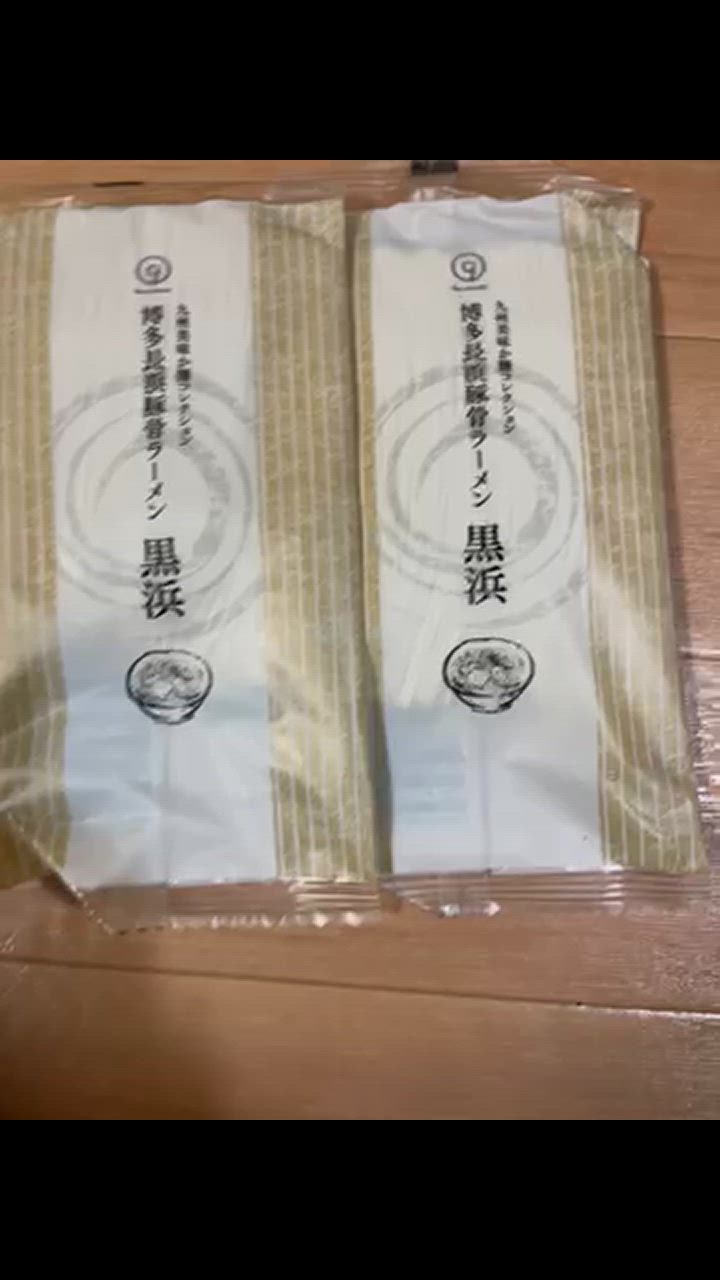 九州美味か麺コレクション
博多長浜豚骨ラーメン 黒浜
九州美味か麺コレクション
博多長浜豚骨ラーメン 黒浜